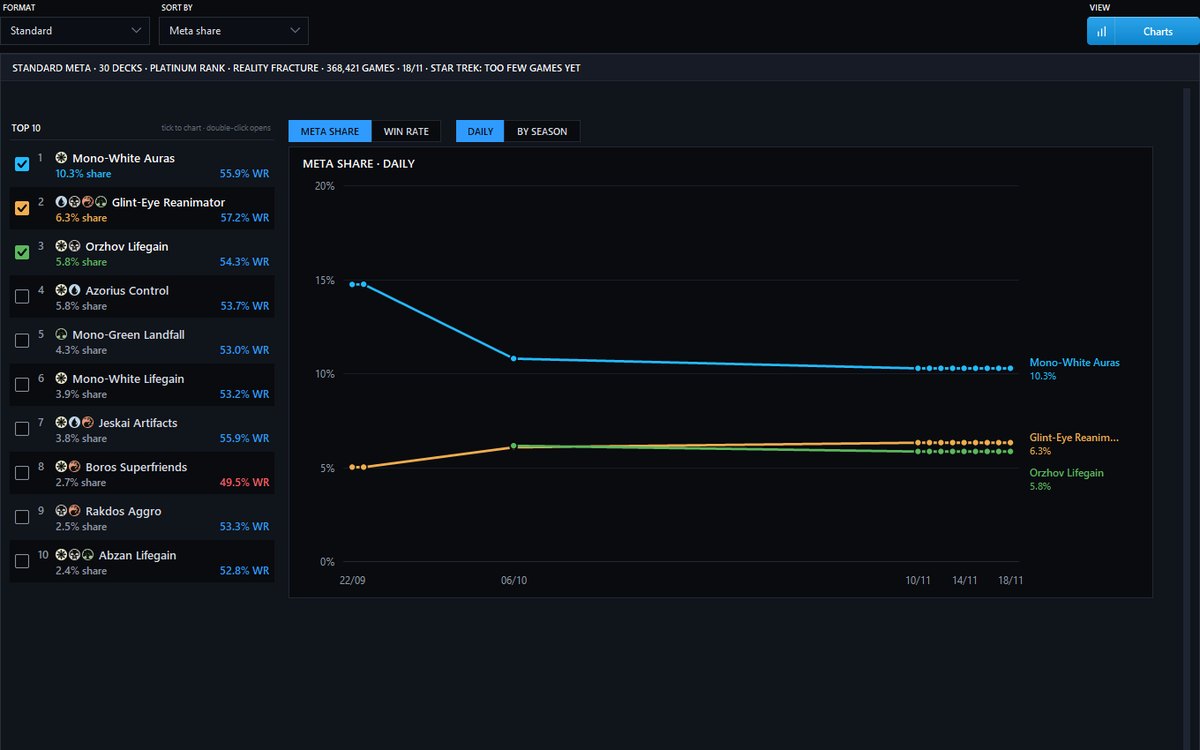 FORMAT
SORT BY
VIEW
Standard
Meta share
Charts
STANDARD META · 30 DECKS · PLATINUM RANK · REALITY FRACTURE · 368,421 GAMES · 18/11 · STAR TREK: TOO FEW GAMES YET
TOP 10
tick to chart · double-click opens
1
Mono-White Auras
10.3% share
55.9% WR
2
Glint-Eye Reanimator
6.3% share
57.2% WR
3
Orzhov Lifegain
5.8% share
54.3% WR
4
Azorius Control
5.8% share
53.7% WR
5
Mono-Green Landfall
4.3% share
53.0% WR
6
Mono-White Lifegain
3.9% share
53.2% WR
7
Jeskai Artifacts
3.8% share
55.9% WR
8
Boros Superfriends
2.7% share
49.5% WR
9
Rakdos Aggro
2.5% share
53.3% WR
10
Abzan Lifegain
2.4% share
52.8% WR
META SHARE
WIN RATE
DAILY
BY SEASON
META SHARE · DAILY
20%
15%
10%
5%
0%
22/09
06/10
10/11
14/11
18/11
Mono-White Auras
10.3%
Glint-Eye Reanim...
6.3%
Orzhov Lifegain
5.8%